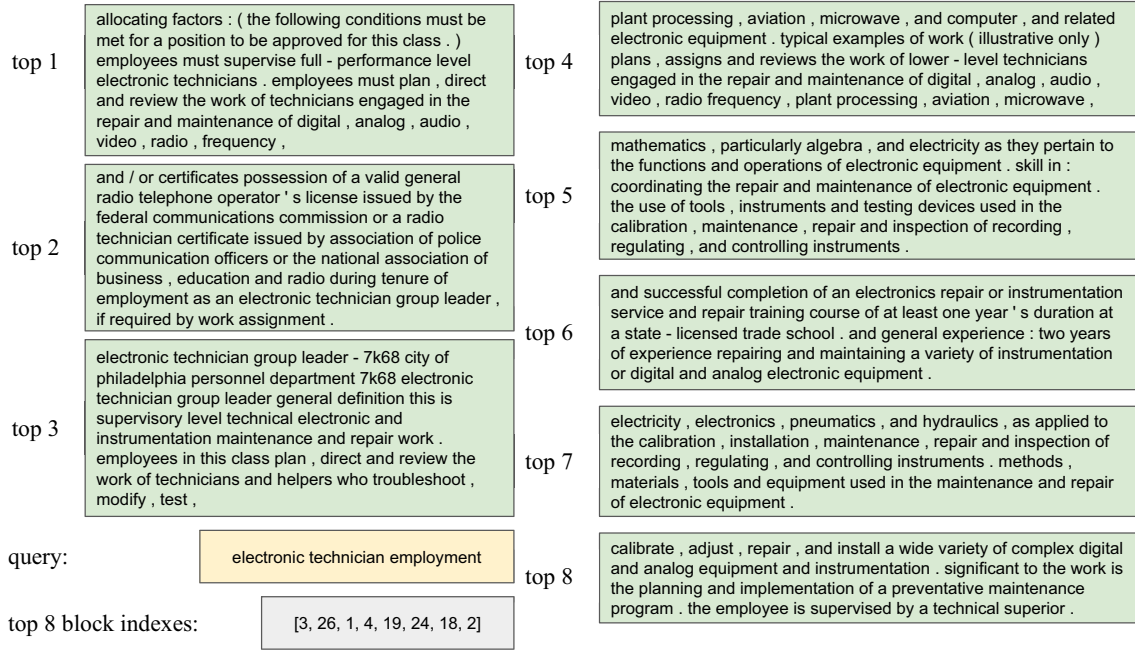 top 1
allocating factors : ( the following conditions must be
met for a position to be approved for this class . )
employees must supervise full - performance level
electronic technicians . employees must plan , direct
and review the work of technicians engaged in the
repair and maintenance of digital , analog , audio ,
video , radio , frequency ,
top 2
and / or certificates possession of a valid general
radio telephone operator ' s license issued by the
federal communications commission or a radio
technician certificate issued by association of police
communication officers or the national association of
business , education and radio during tenure of
employment as an electronic technician group leader ,
if required by work assignment .
top 3
electronic technician group leader - 7k68 city of
philadelphia personnel department 7k68 electronic
technician group leader general definition this is
supervisory level technical electronic and
instrumentation maintenance and repair work .
employees in this class plan , direct and review the
work of technicians and helpers who troubleshoot ,
modify , test ,
query:
electronic technician employment
top 8 block indexes:
[3, 26, 1, 4, 19, 24, 18, 2]
top 4
plant processing , aviation , microwave , and computer , and related
electronic equipment . typical examples of work ( illustrative only )
plans , assigns and reviews the work of lower - level technicians
engaged in the repair and maintenance of digital , analog , audio ,
video , radio frequency , plant processing , aviation , microwave ,
top 5
mathematics , particularly algebra , and electricity as they pertain to
the functions and operations of electronic equipment . skill in :
coordinating the repair and maintenance of electronic equipment .
the use of tools , instruments and testing devices used in the
calibration , maintenance , repair and inspection of recording ,
regulating , and controlling instruments .
top 6
and successful completion of an electronics repair or instrumentation
service and repair training course of at least one year ' s duration at
a state - licensed trade school . and general experience : two years
of experience repairing and maintaining a variety of instrumentation
or digital and analog electronic equipment .
top 7
electricity , electronics , pneumatics , and hydraulics , as applied to
the calibration , installation , maintenance , repair and inspection of
recording , regulating , and controlling instruments . methods ,
materials , tools and equipment used in the maintenance and repair
of electronic equipment .
top 8
calibrate , adjust , repair , and install a wide variety of complex digital
and analog equipment and instrumentation . significant to the work is
the planning and implementation of a preventative maintenance
program . the employee is supervised by a technical superior .